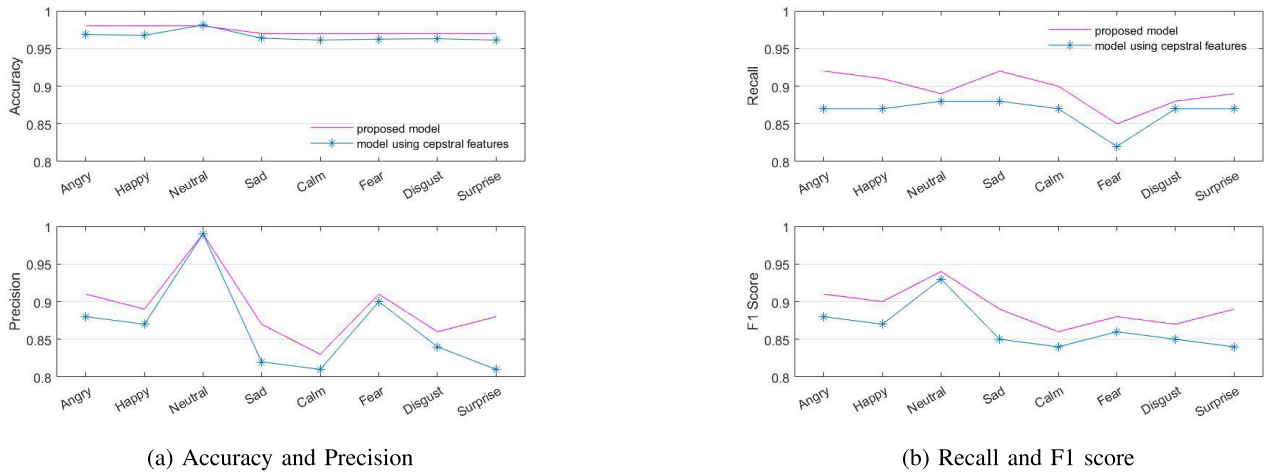 1
0.95
0.9
0.85
0.8
Accuracy
proposed model
model using cepstral features
Angry Happy Neutral Sad Calm Fear Disgust Surprise
1
0.95
0.9
0.85
0.8
Precision
Angry Happy Neutral Sad Calm Fear Disgust Surprise
(a) Accuracy and Precision
1
0.95
0.9
0.85
0.8
Recall
proposed model
model using cepstral features
Angry Happy Neutral Sad Calm Fear Disgust Surprise
1
0.95
0.9
0.85
0.8
F1 Score
Angry Happy Neutral Sad Calm Fear Disgust Surprise
(b) Recall and F1 score